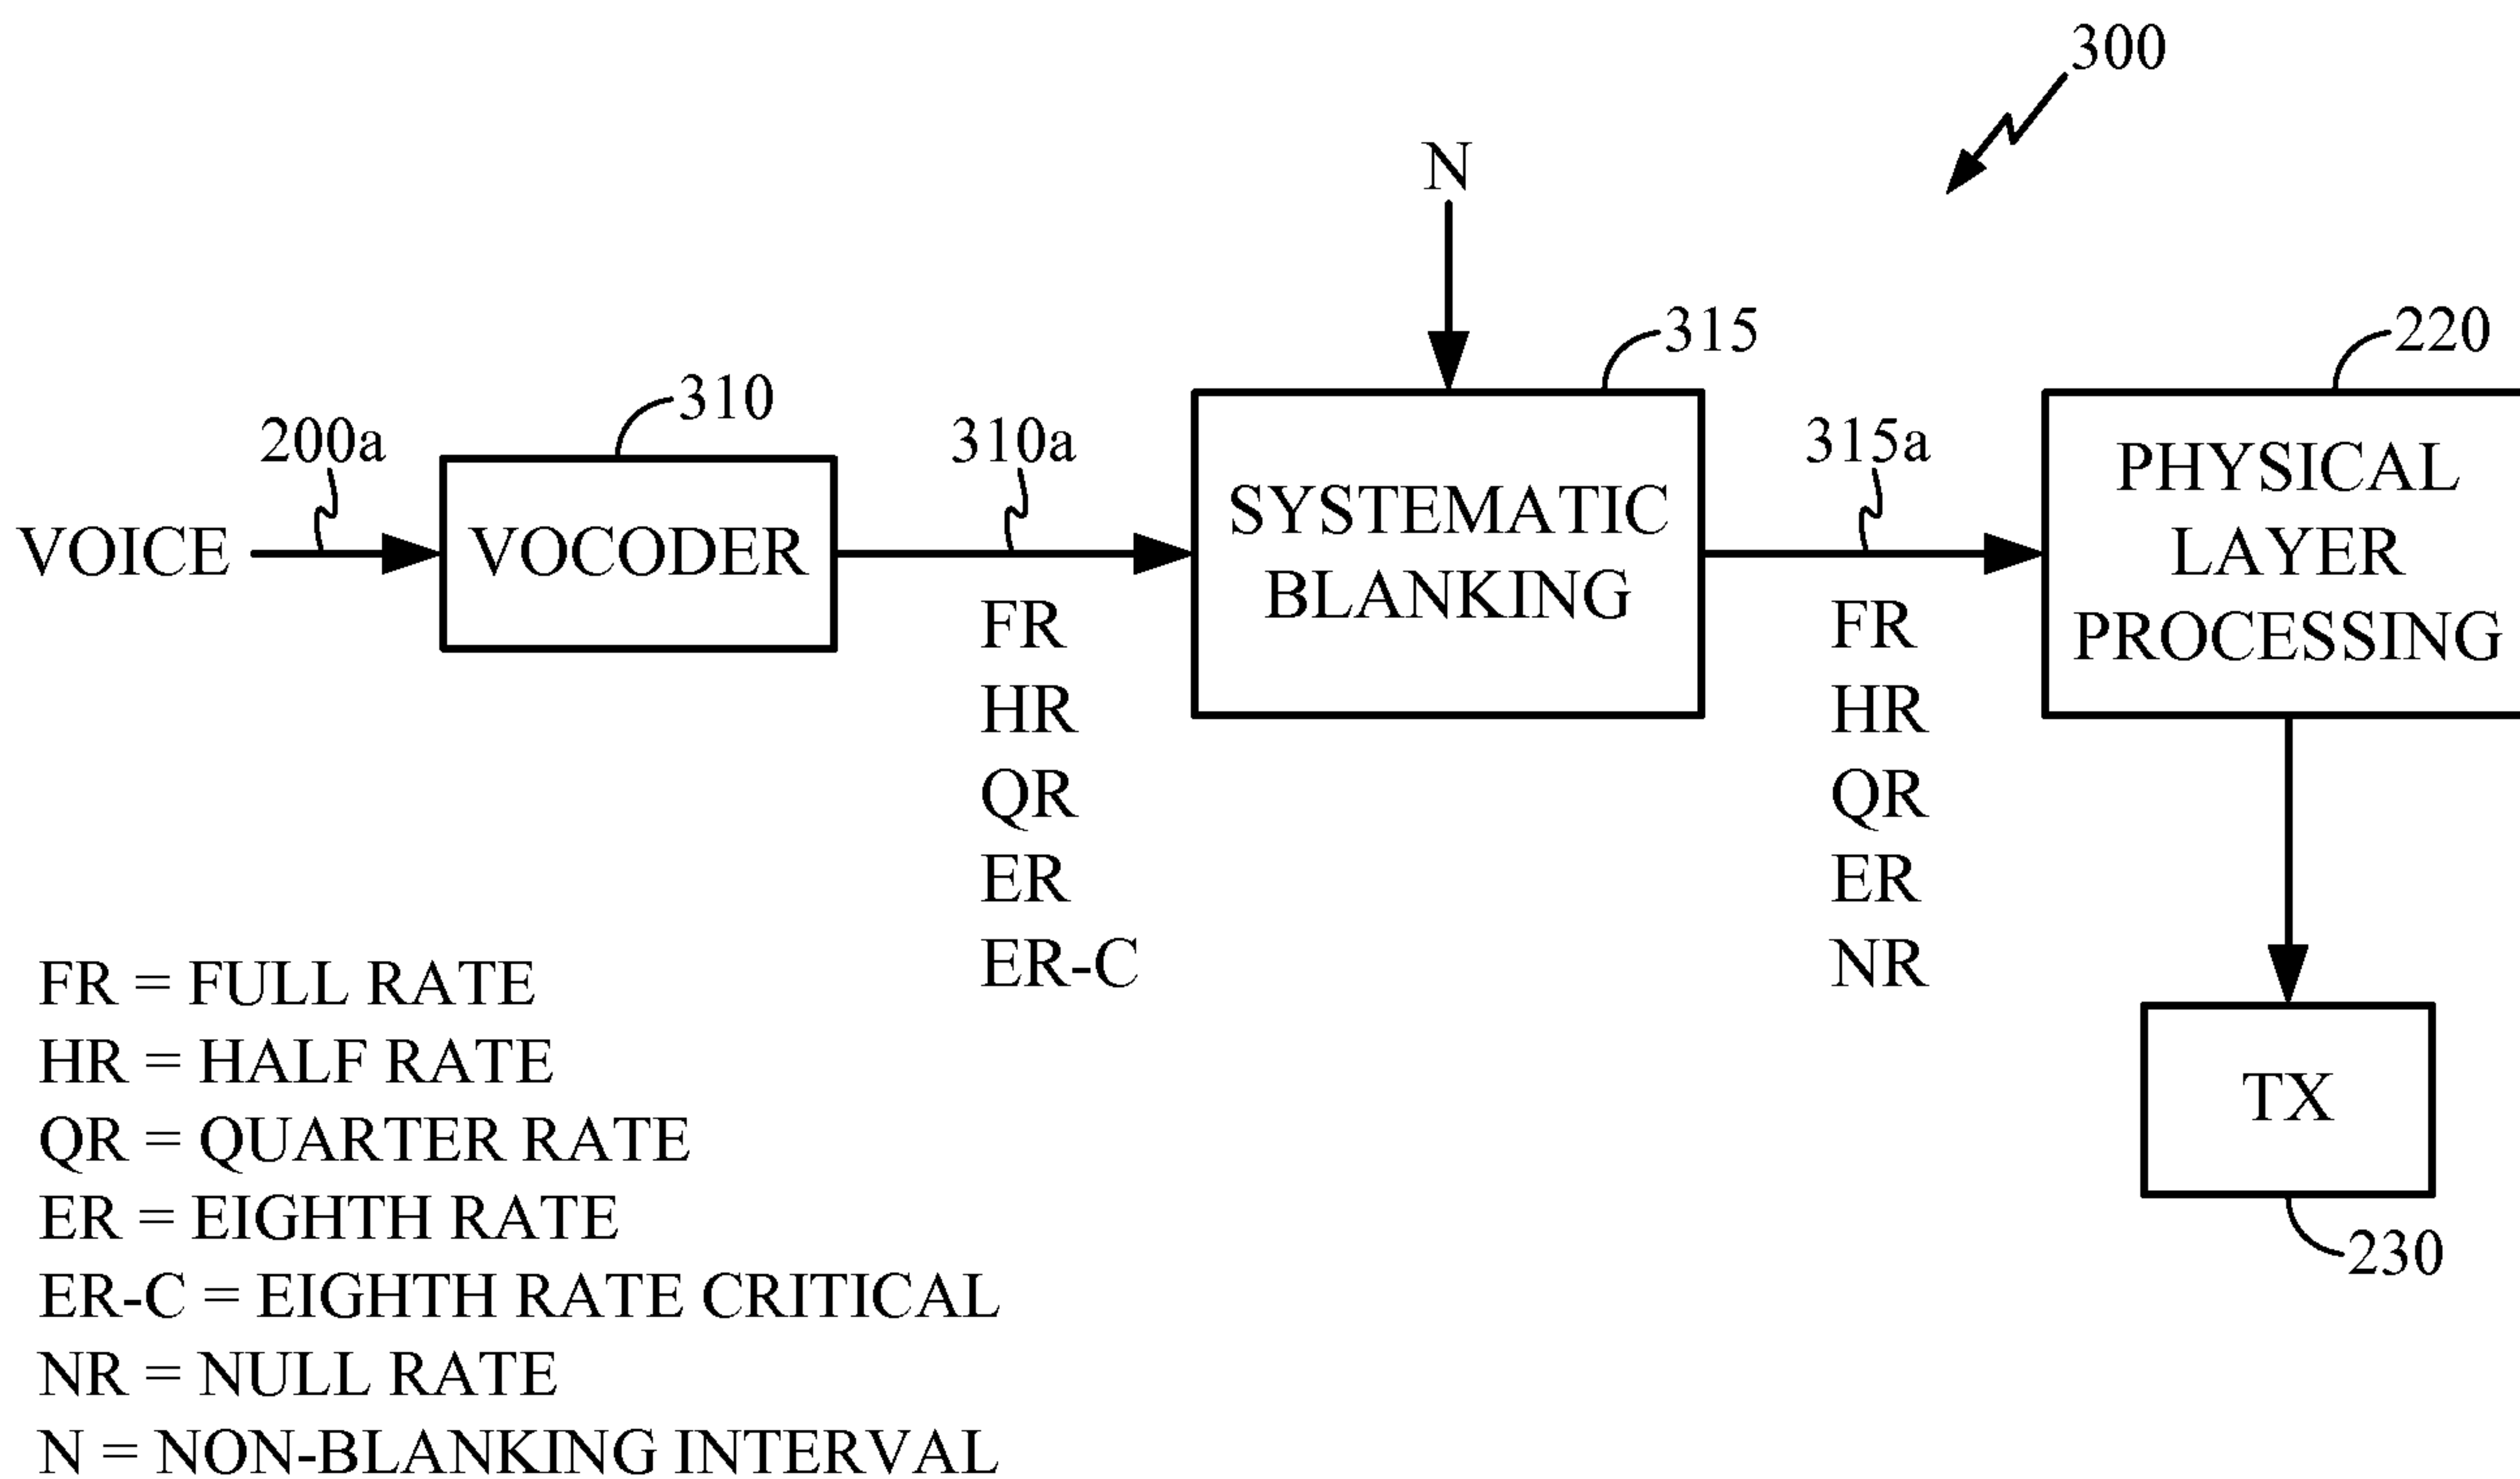 300
N
315
220
310
200a
310a
315a
VOICE
VOCODER
SYSTEMATIC
BLANKING
PHYSICAL
LAYER
PROCESSING
FR
HR
QR
ER
ER-C
FR
HR
QR
ER
NR
TX
230
FR = FULL RATE
HR = HALF RATE
QR = QUARTER RATE
ER = EIGHTH RATE
ER-C = EIGHTH RATE CRITICAL
NR = NULL RATE
N = NON-BLANKING INTERVAL